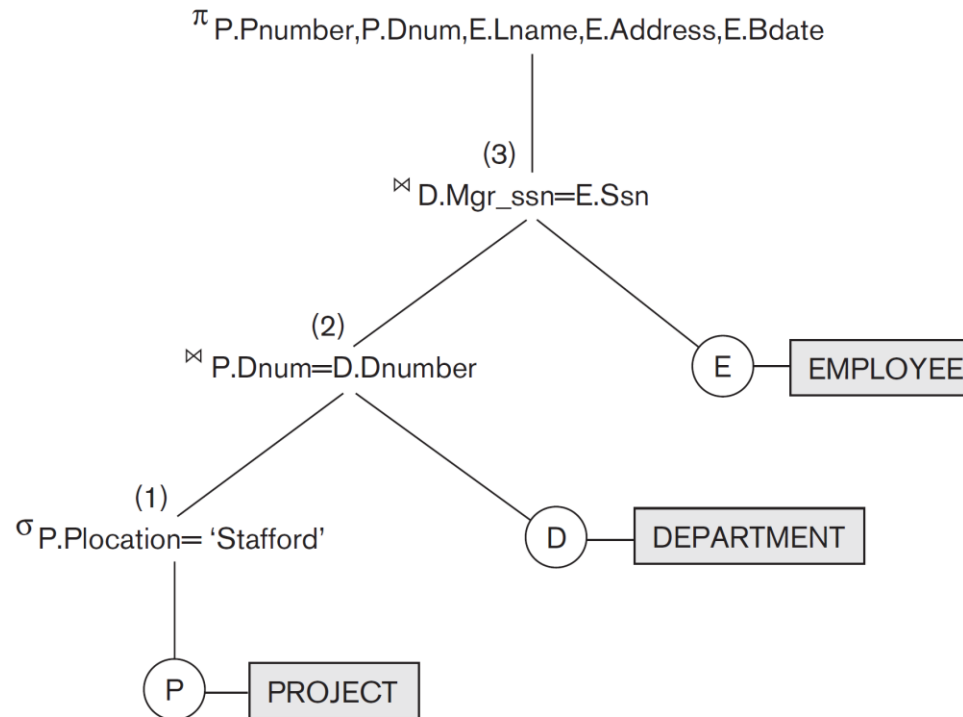 π P.Pnumber,P.Dnum,E.Lname,E.Address,E.Bdate
(3)
⋈ D.Mgr_ssn=E.Ssn
(2)
⋈ P.Dnum=D.Dnumber
E
EMPLOYEE
(1)
σ P.Plocation= ‘Stafford’
D
DEPARTMENT
P
PROJECT